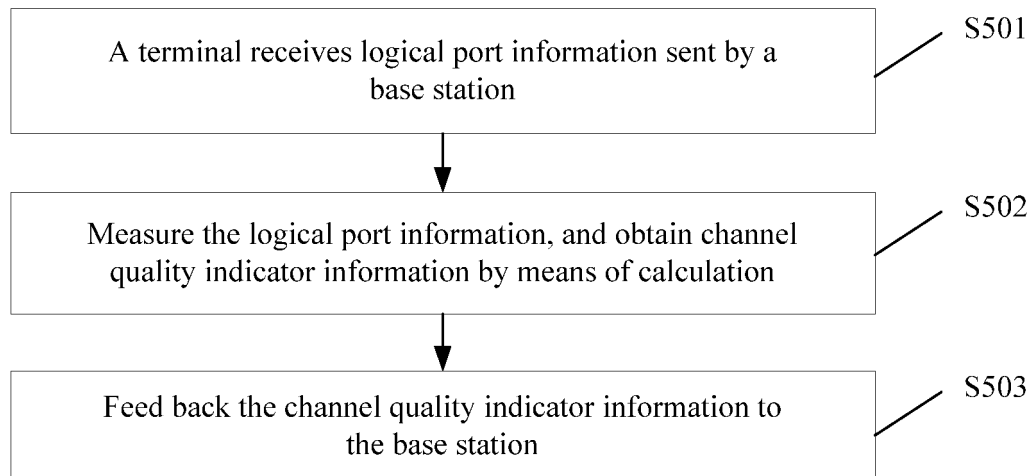 A terminal receives logical port information sent by a
base station
S501
Measure the logical port information, and obtain channel
quality indicator information by means of calculation
S502
Feed back the channel quality indicator information to
the base station
S503